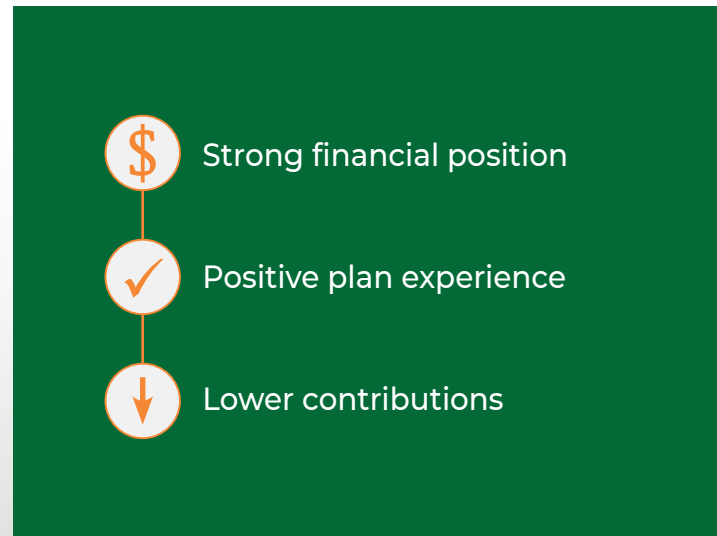 $ Strong financial position
✓ Positive plan experience
Lower contributions